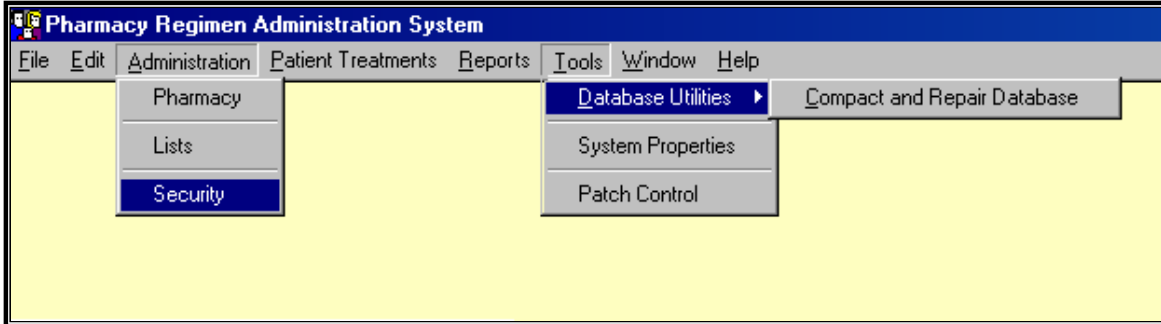 Pharmacy Regimen Administration System
File Edit Administration Patient Treatments Reports Tools Window Help
Pharmacy
Lists
Security
Database Utilities
System Properties
Patch Control
Compact and Repair Database